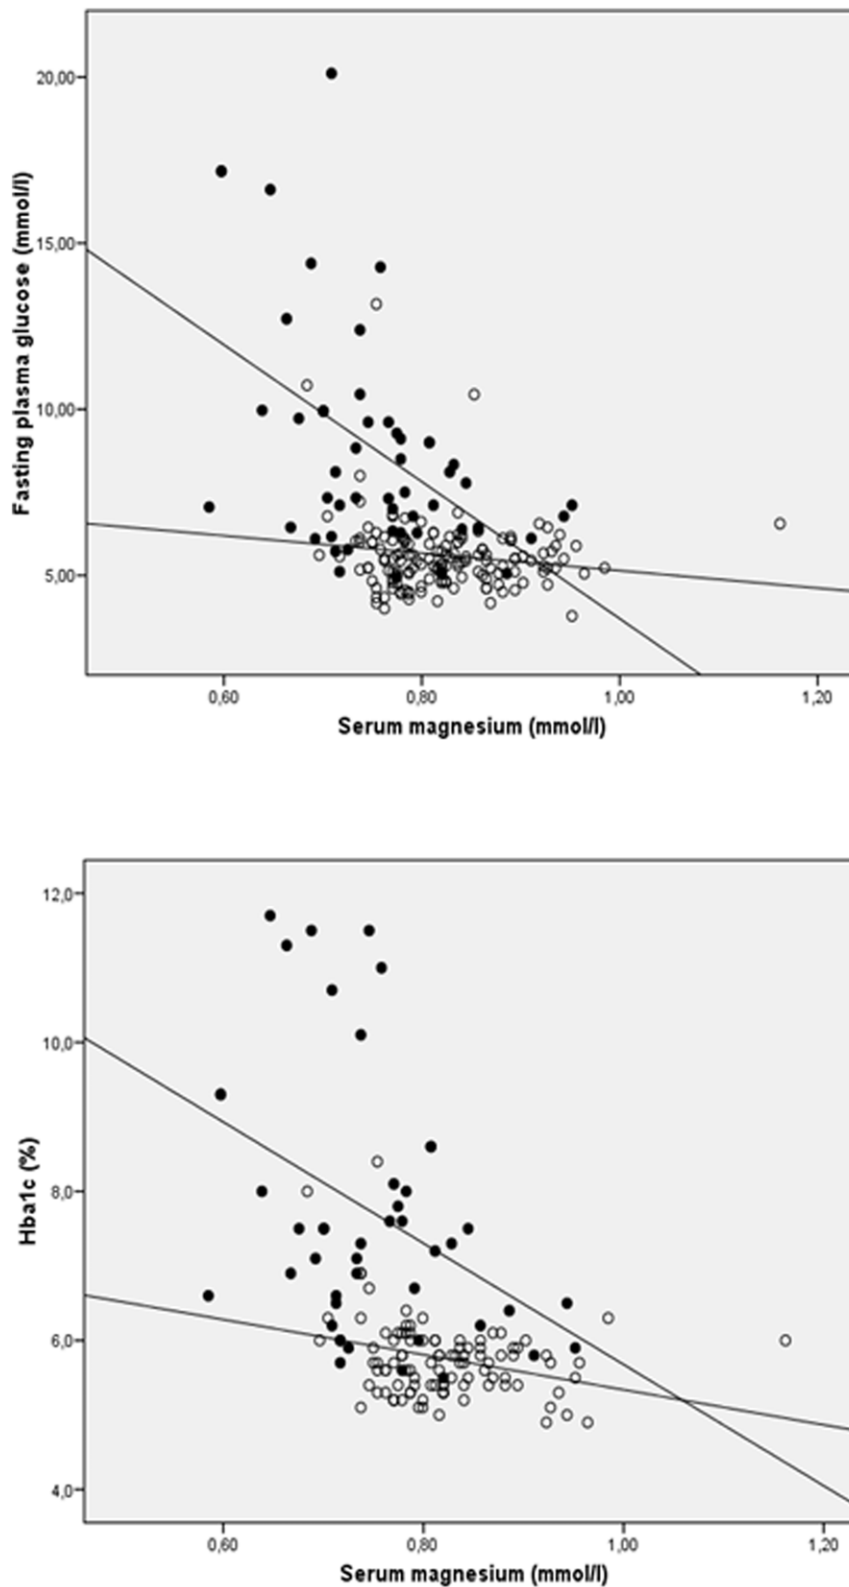 Fasting plasma glucose (mmol/l)
20,00
15,00
10,00
5,00
0,60 0,80 1,00 1,20
Serum magnesium (mmol/l)
Hba1c (%)
12,0
10,0
8,0
6,0
4,0
0,60 0,80 1,00 1,20
Serum magnesium (mmol/l)